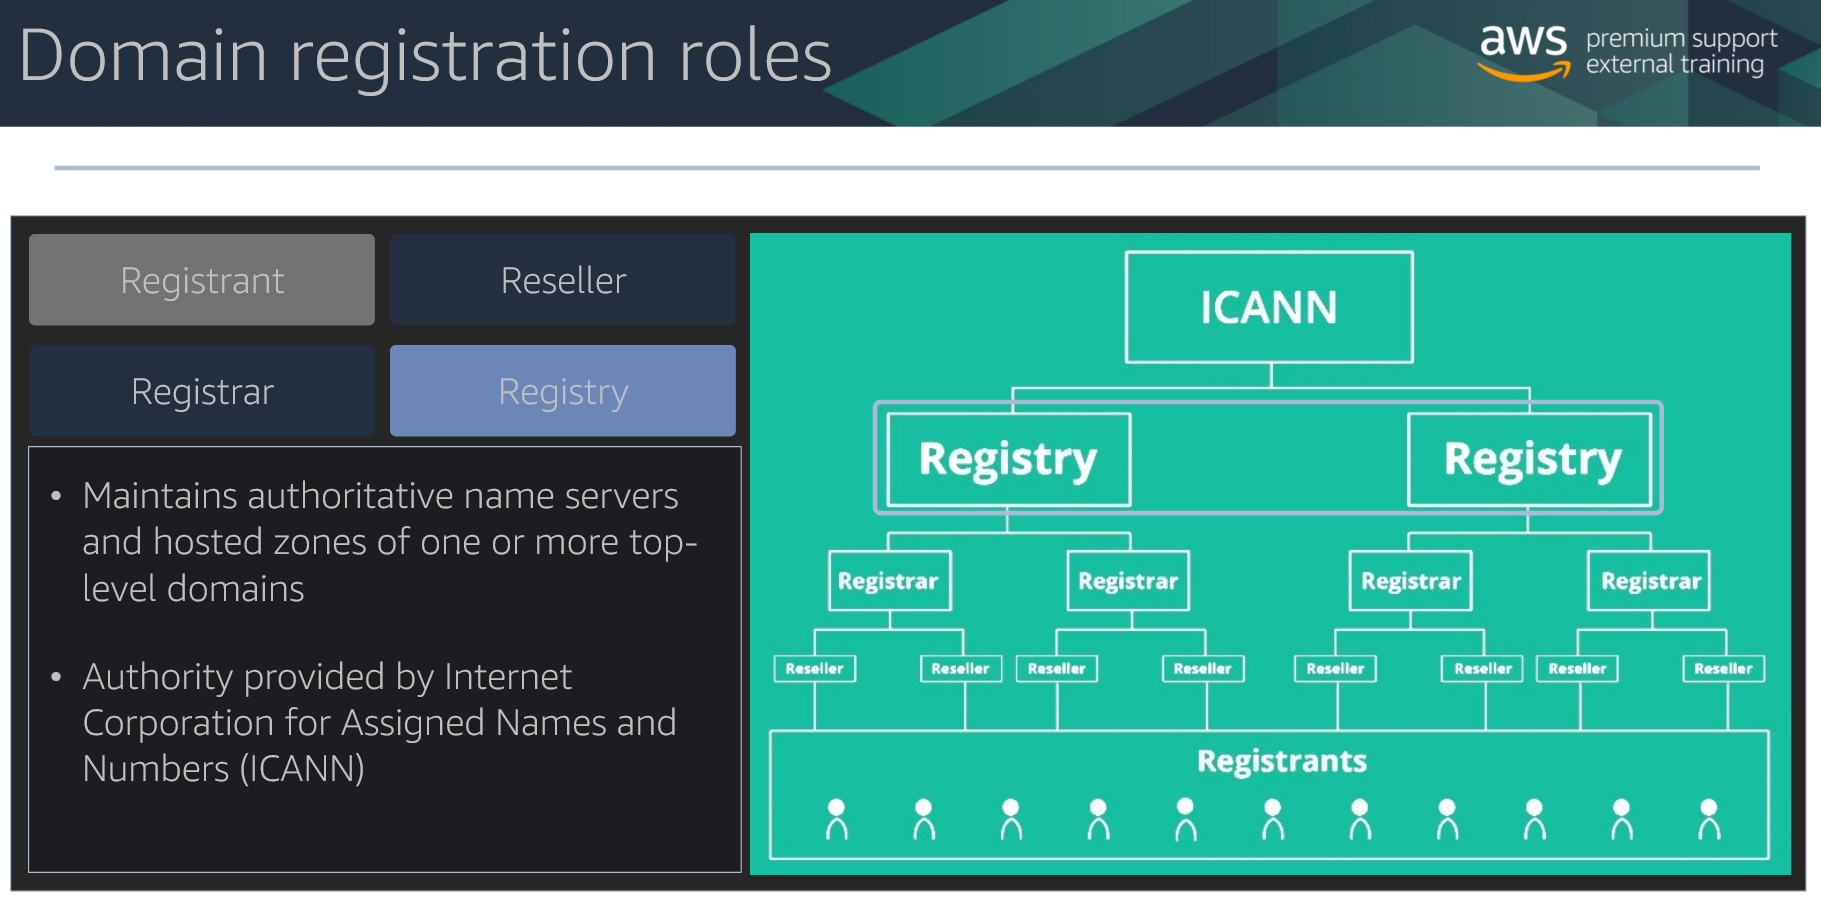 Domain registration roles
aws
premium support
external training
Registrant
Reseller
Registrar
Registry
• Maintains authoritative name servers
and hosted zones of one or more top-
level domains
• Authority provided by Internet
Corporation for Assigned Names and
Numbers (ICANN)
ICANN
Registry
Registry
Registrar
Registrar
Registrar
Registrar
Reseller
Reseller
Reseller
Reseller
Reseller
Reseller
Reseller
Reseller
Registrants